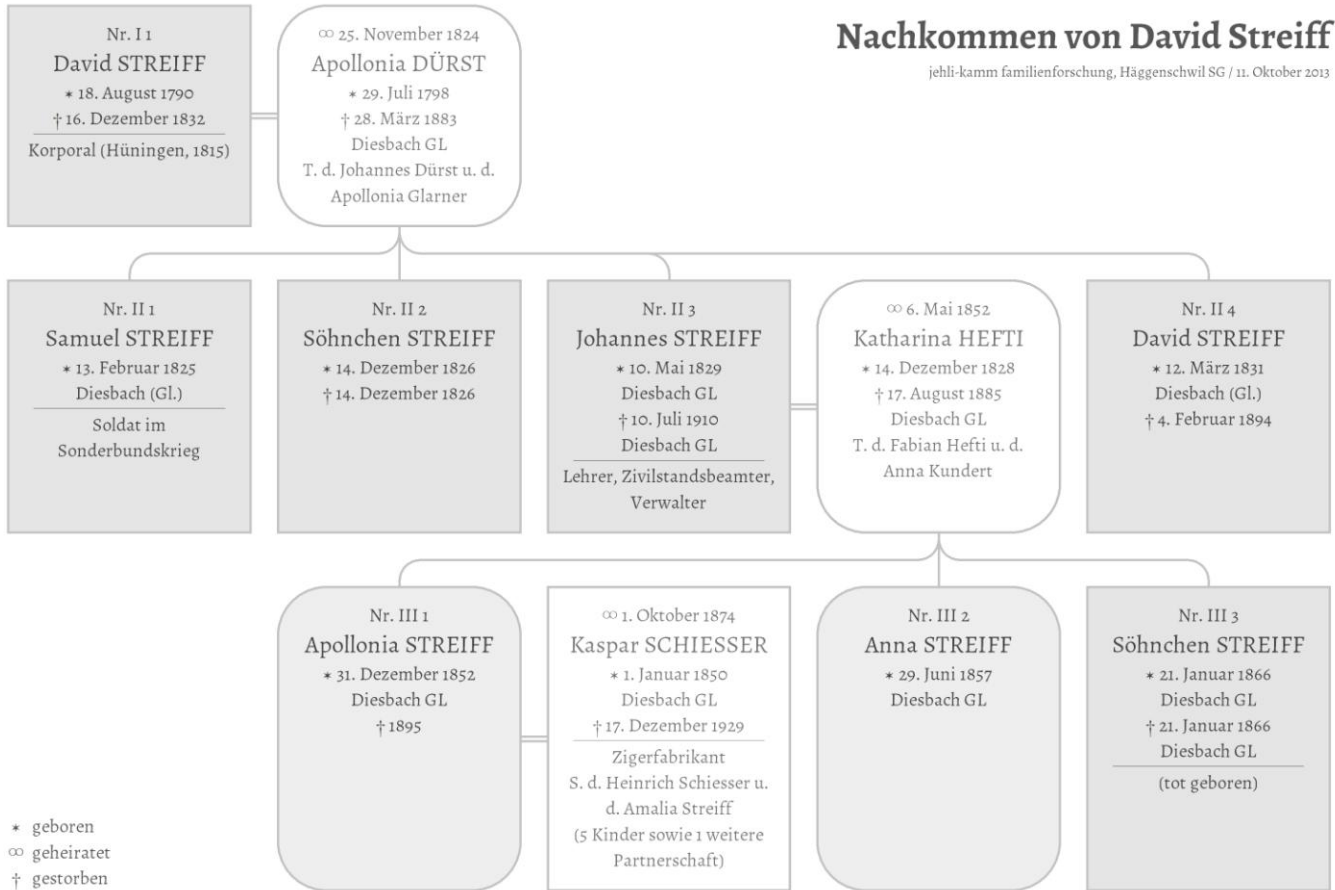 Nachkommen von David Streiff
jehli-kamm familienforschung, Häggenschwil SG / 11. Oktober 2013
Nr. I 1
David STREIFF
* 18. August 1790
† 16. Dezember 1832
Korporal (Hüningen, 1815)
∞ 25. November 1824
Apollonia DÜRST
* 29. Juli 1798
† 28. März 1883
Diesbach GL
T. d. Johannes Dürst u. d.
Apollonia Glarner
Nr. II 1
Samuel STREIFF
* 13. Februar 1825
Diesbach (Gl.)
Soldat im
Sonderbundskrieg
Nr. II 2
Söhnchen STREIFF
* 14. Dezember 1826
† 14. Dezember 1826
Nr. II 3
Johannes STREIFF
* 10. Mai 1829
Diesbach GL
† 10. Juli 1910
Diesbach GL
Lehrer, Zivilstandsbeamter,
Verwalter
∞ 6. Mai 1852
Katharina HEFTI
* 14. Dezember 1828
† 17. August 1885
Diesbach GL
T. d. Fabian Hefti u. d.
Anna Kundert
Nr. II 4
David STREIFF
* 12. März 1831
Diesbach (Gl.)
† 4. Februar 1894
Nr. III 1
Apollonia STREIFF
* 31. Dezember 1852
Diesbach GL
† 1895
∞ 1. Oktober 1874
Kaspar SCHIESSER
* 1. Januar 1850
Diesbach GL
† 17. Dezember 1929
Zigerfabrikant
S. d. Heinrich Schiesser u.
d. Amalia Streiff
(5 Kinder sowie 1 weitere
Partnerschaft)
Nr. III 2
Anna STREIFF
* 29. Juni 1857
Diesbach GL
Nr. III 3
Söhnchen STREIFF
* 21. Januar 1866
Diesbach GL
† 21. Januar 1866
Diesbach GL
(tot geboren)
* geboren
∞ geheiratet
† gestorben